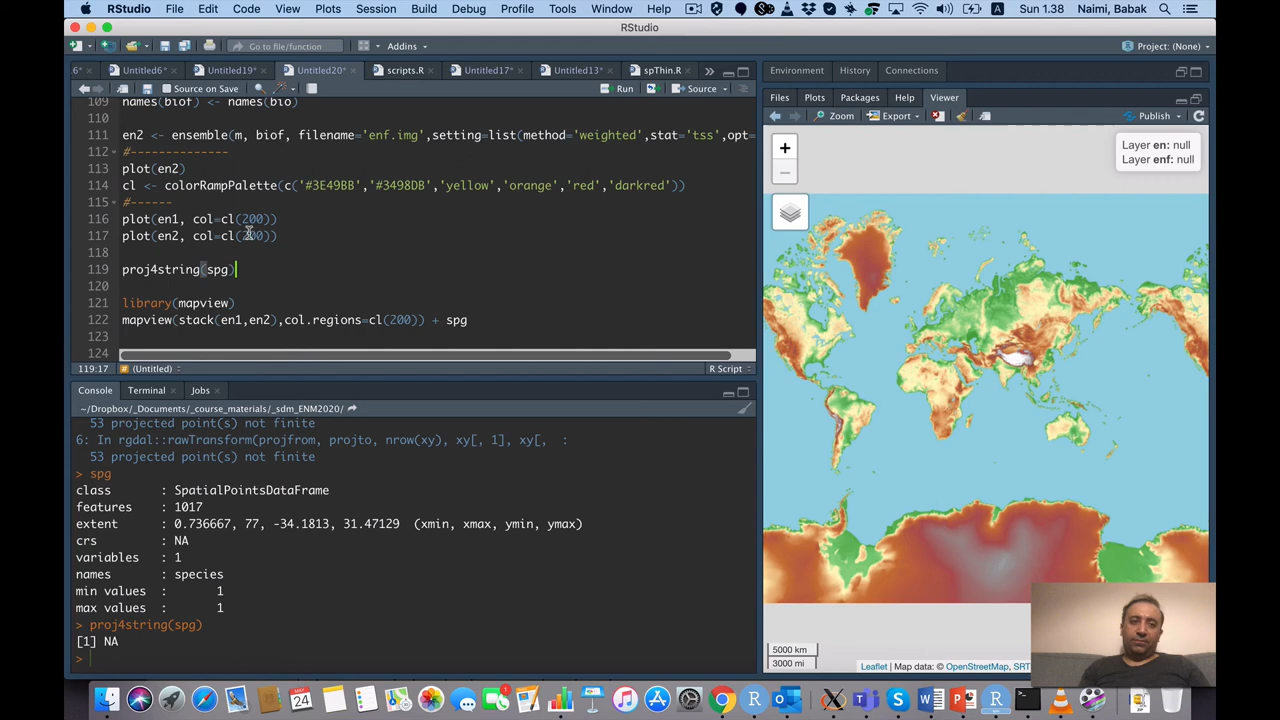 RStudio File Edit Code View Plots Session Build Debug Profile Tools Window Help Sun 1.38 Naimi, Babak
RStudio
Go to file/function Addins Project: (None)
6* Untitled6* Untitled19* Untitled20* scripts.R Untitled17* Untitled13* spThin.R
Source on Save Run Source
109 names(biof) <- names(bio)
110
111 en2 <- ensemble(m, biof, filename='enf.img',setting=list(method='weighted',stat='tss',opt=
112 #--------------
113 plot(en2)
114 cl <- colorRampPalette(c('#3E49BB','#3498DB','yellow','orange','red','darkred'))
115 #------
116 plot(en1, col=cl(200))
117 plot(en2, col=cl(200))
118
119 proj4string(spg)
120
121 library(mapview)
122 mapview(stack(en1,en2),col.regions=cl(200)) + spg
123
124
119:17 (Untitled) R Script
Console Terminal Jobs
~/Dropbox/_Documents/_course_materials/_sdm_ENM2020/
53 projected point(s) not finite
6: In rgdal::rawTransform(projfrom, projto, nrow(xy), xy[, 1], xy[, :
53 projected point(s) not finite
> spg
class : SpatialPointsDataFrame
features : 1017
extent : 0.736667, 77, -34.1813, 31.47129 (xmin, xmax, ymin, ymax)
crs : NA
variables : 1
names : species
min values : 1
max values : 1
> proj4string(spg)
[1] NA
>
Environment History Connections
Files Plots Packages Help Viewer
Zoom Export Publish
+
−
Layer en: null
Layer enf: null
5000 km
3000 mi
Leaflet | Map data: © OpenStreetMap, SRT
MAY
24